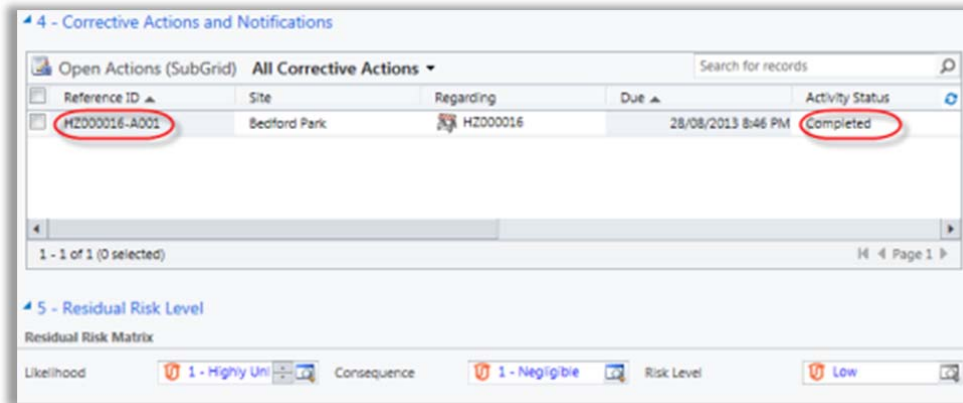 4 - Corrective Actions and Notifications
Open Actions (SubGrid) All Corrective Actions Search for records
Reference ID Site Regarding Due Activity Status
HZ000016-A001 Bedford Park HZ000016 28/08/2013 8:46 PM Completed
1 - 1 of 1 (0 selected) Page 1
5 - Residual Risk Level
Residual Risk Matrix
Likelihood 1 - Highly Unl Consequence 1 - Negligible Risk Level Low